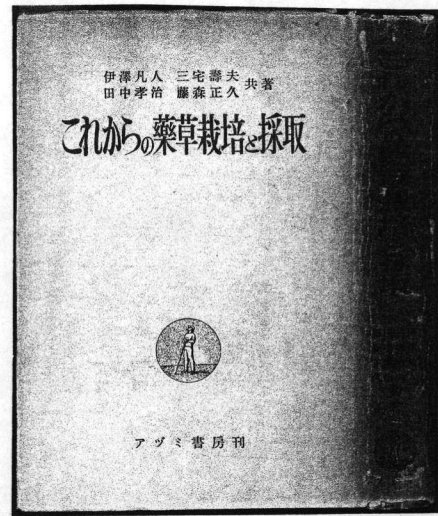 伊澤凡人 三宅壽夫
田中孝治 藤森正久 共著
これからの藥草栽培と採取
アヅミ書房刊